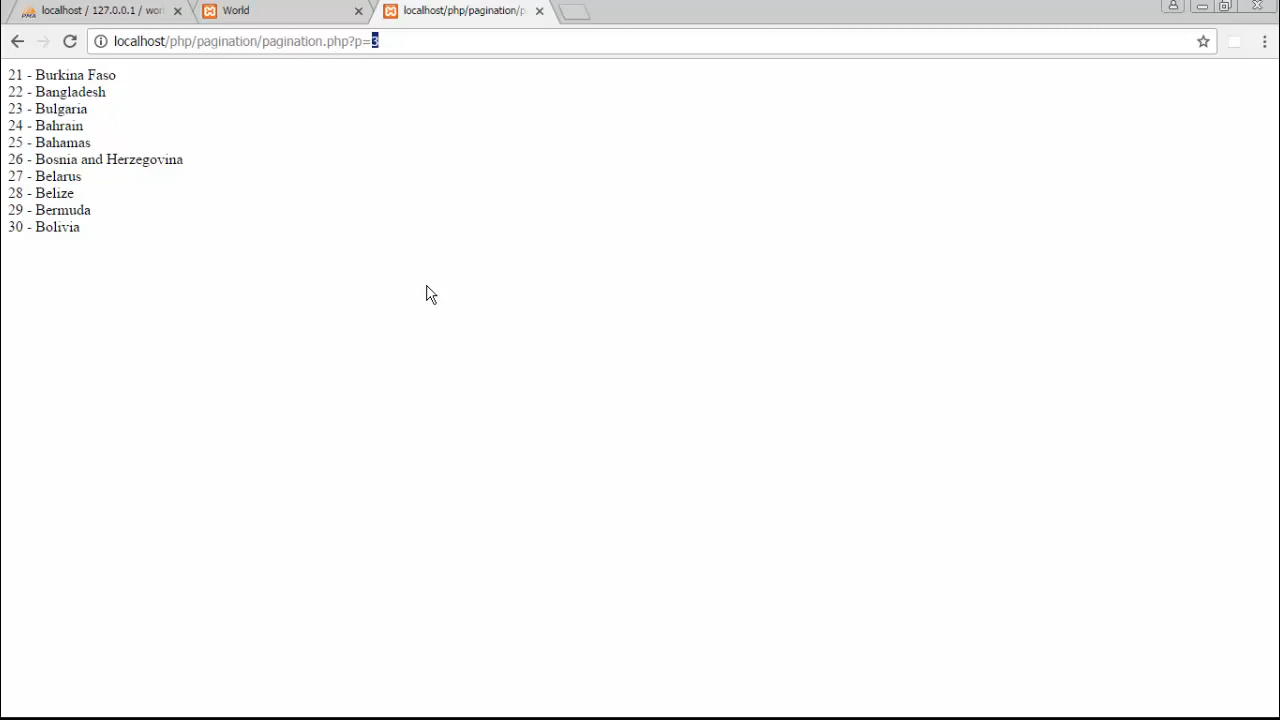 localhost / 127.0.0.1 / wor
World
localhost/php/pagination/p
localhost/php/pagination/pagination.php?p=3
21 - Burkina Faso
22 - Bangladesh
23 - Bulgaria
24 - Bahrain
25 - Bahamas
26 - Bosnia and Herzegovina
27 - Belarus
28 - Belize
29 - Bermuda
30 - Bolivia